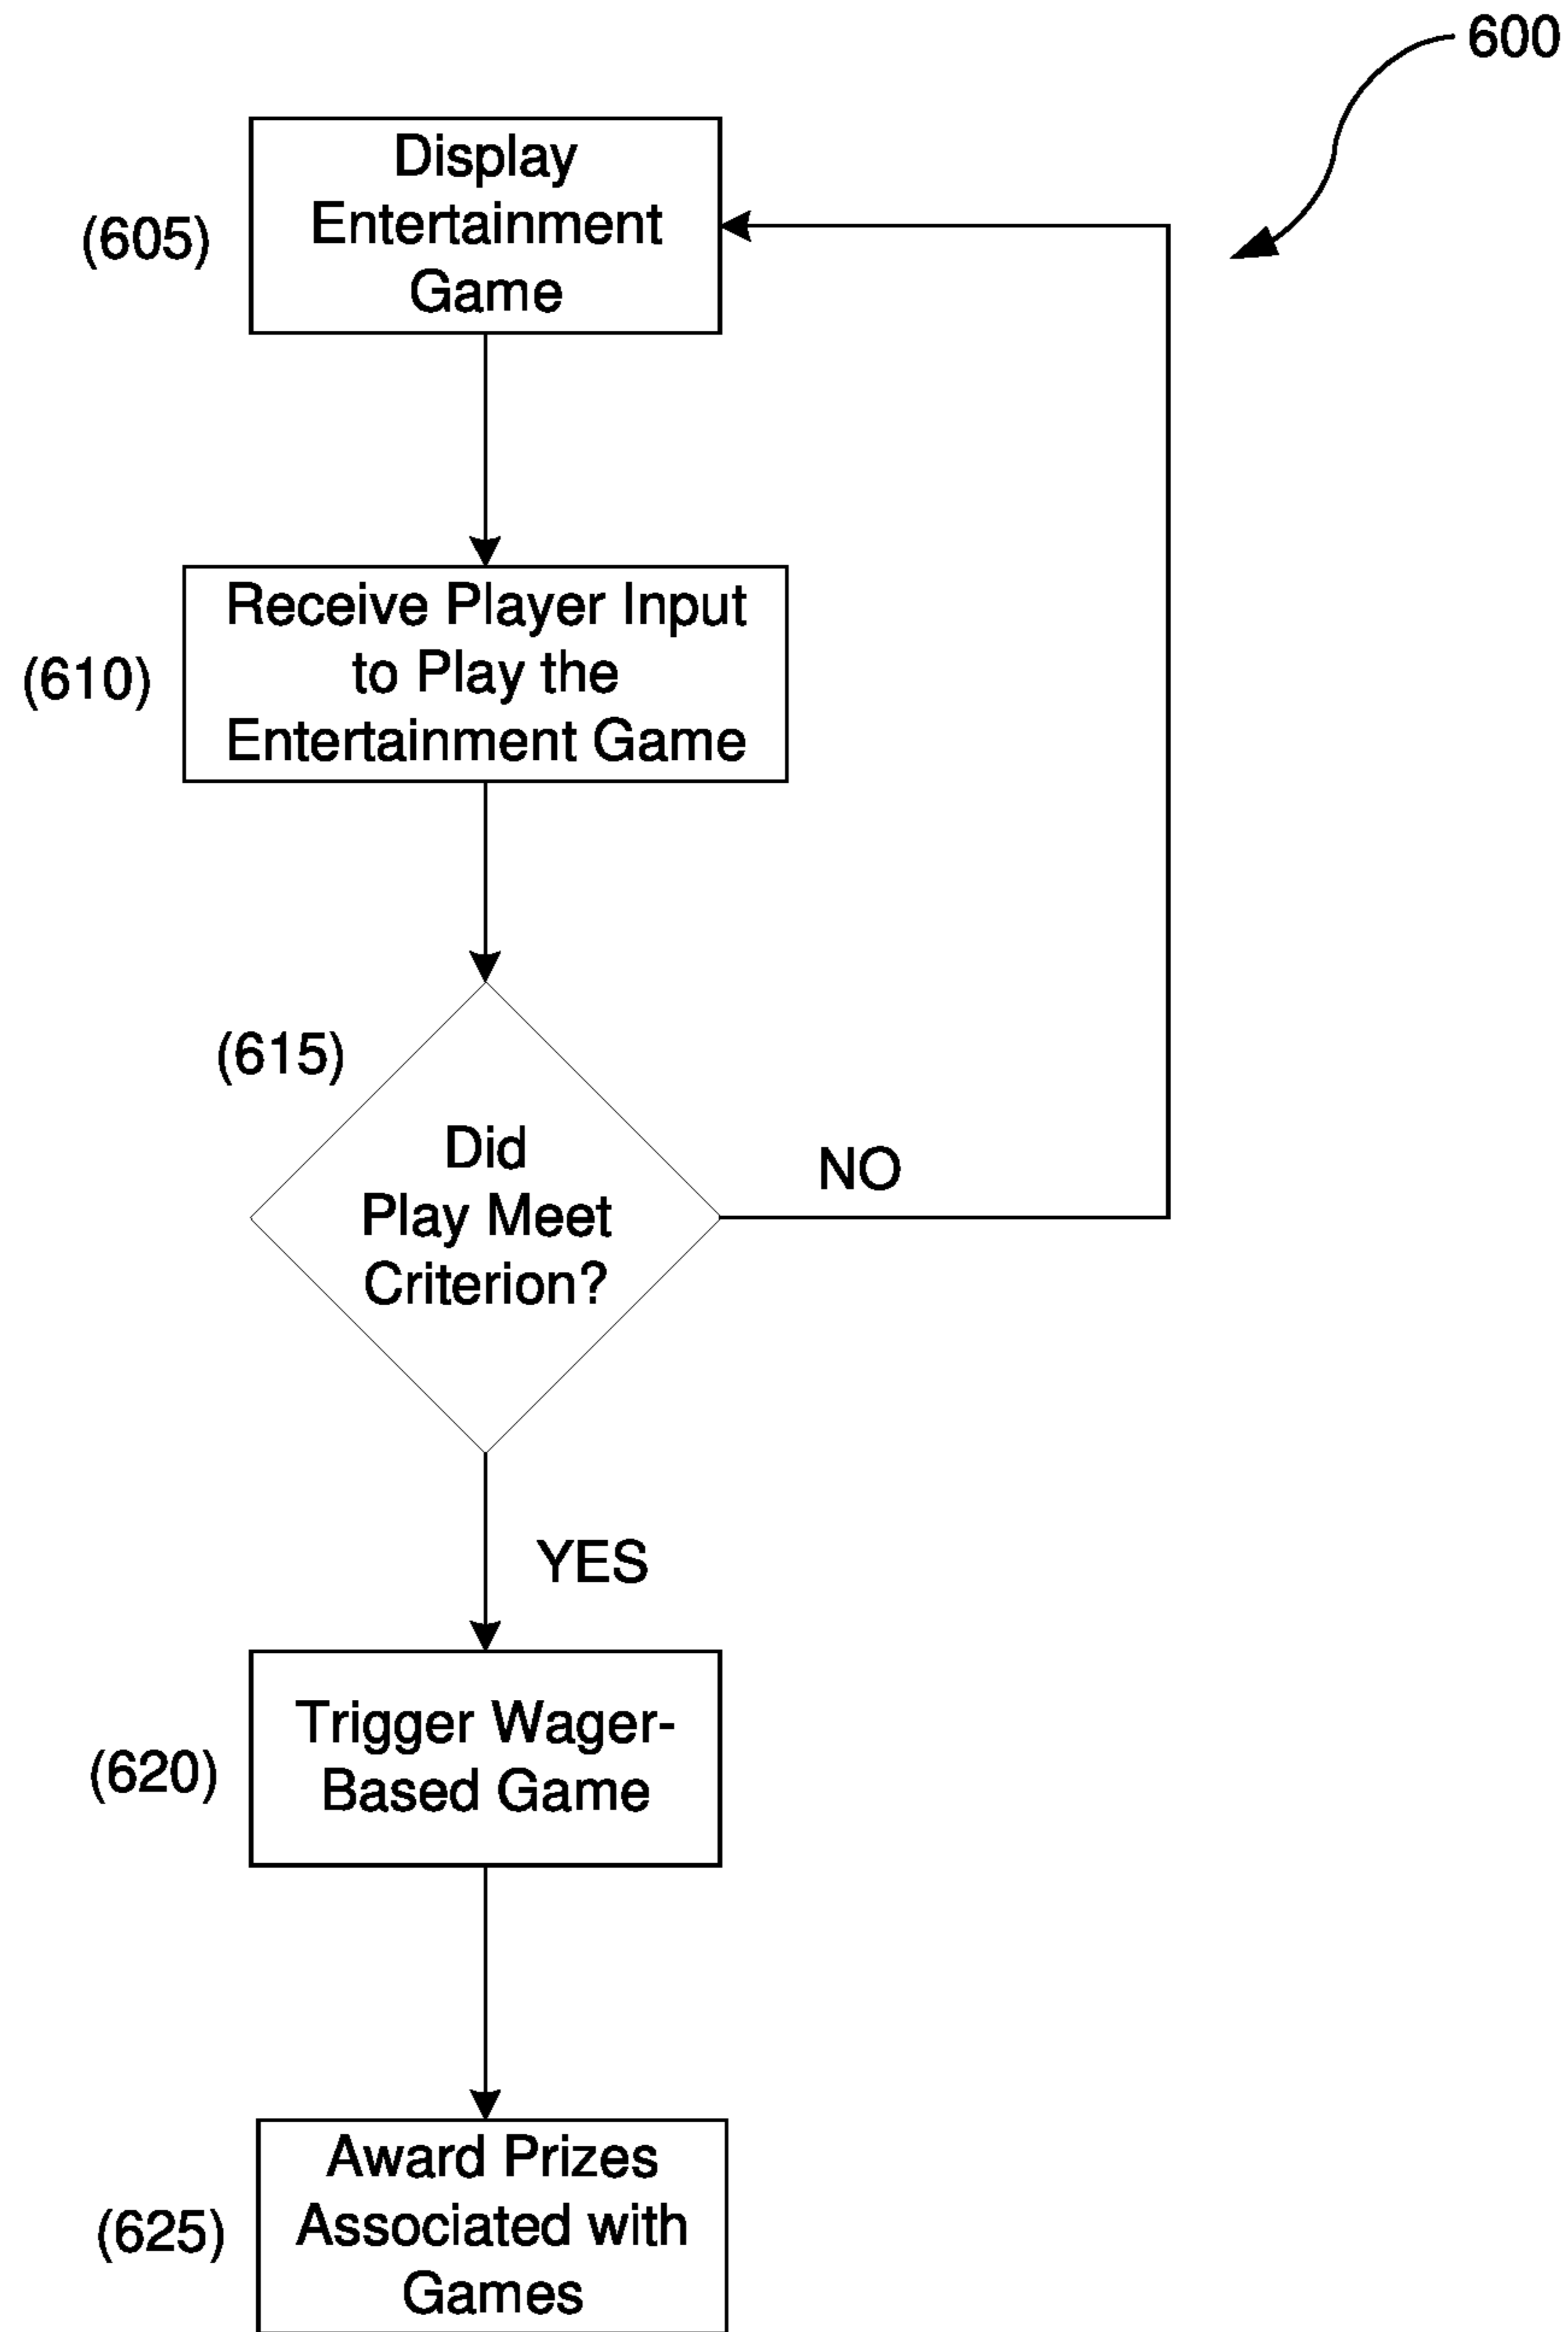 600
Display
Entertainment
Game
(605)
Receive Player Input
to Play the
Entertainment Game
(610)
(615)
Did
Play Meet
Criterion?
NO
YES
Trigger Wager-
Based Game
(620)
Award Prizes
Associated with
Games
(625)